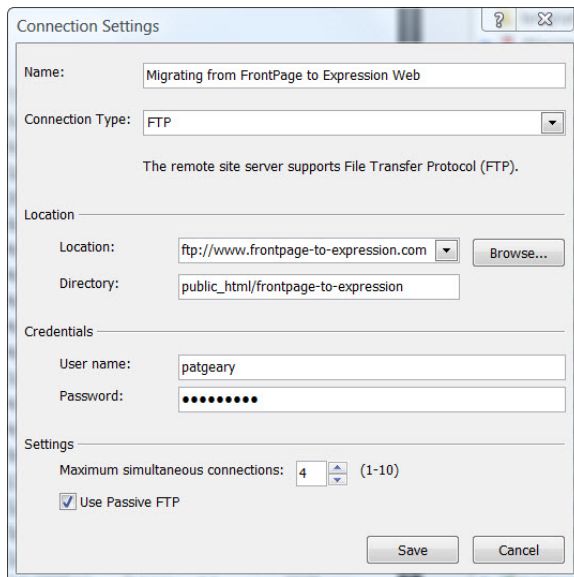 Connection Settings
?
Name: Migrating from FrontPage to Expression Web
Connection Type: FTP
The remote site server supports File Transfer Protocol (FTP).
Location
Location: ftp://www.frontpage-to-expression.com Browse...
Directory: public_html/frontpage-to-expression
Credentials
User name: patgeary
Password: •••••••••
Settings
Maximum simultaneous connections: 4 (1-10)
Use Passive FTP
Save Cancel